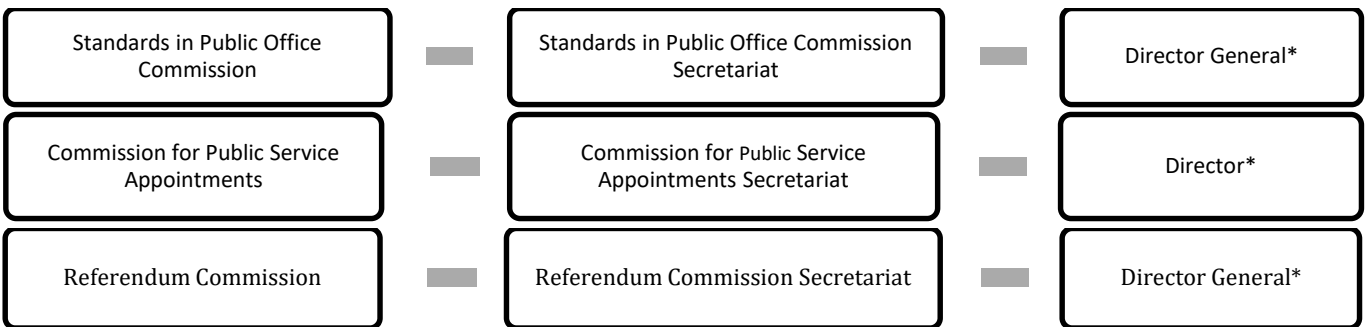 Standards in Public Office
Commission
Standards in Public Office Commission
Secretariat
Director General*
Commission for Public Service
Appointments
Commission for Public Service
Appointments Secretariat
Director*
Referendum Commission
Referendum Commission Secretariat
Director General*